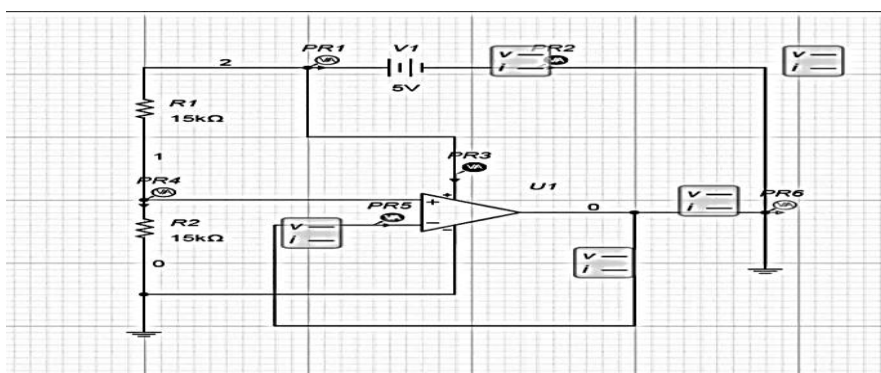 PR1
V1
PR2
v
i
v
i
2
5V
R1
15kΩ
1
PR4
PR3
U1
PR5
+
+
−
−
0
v
i
PR6
R2
15kΩ
v
i
v
i
0